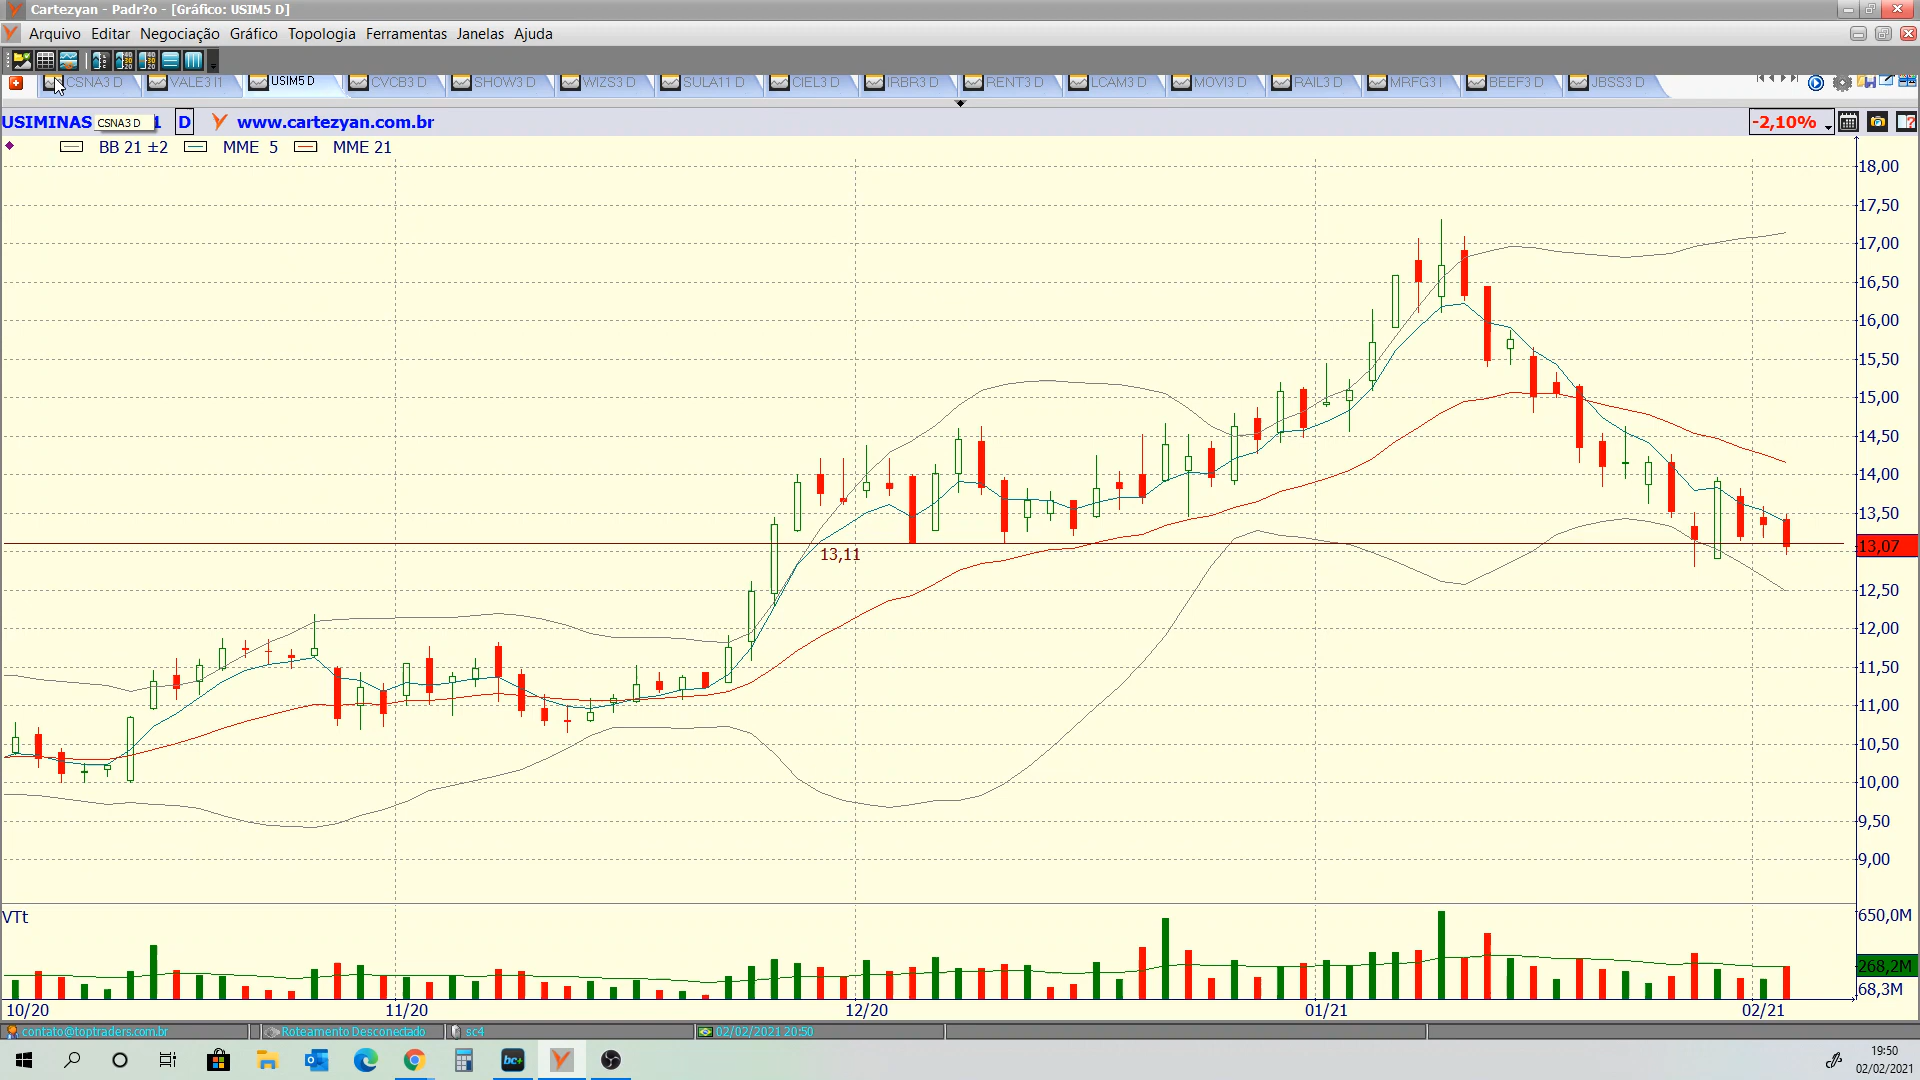 Cartezyan - Padr?o - [Gráfico: USIM5 D]
Arquivo Editar Negociação Gráfico Topologia Ferramentas Janelas Ajuda
CSNA3 D VALE3 I1 USIM5 D CVCB3 D SHOW3 D WIZS3 D SULA11 D CIEL3 D IRBR3 D RENT3 D LCAM3 D MOVI3 D RAIL3 D MRFG3 I BEEF3 D JBSS3 D
USIMINAS CSNA3 D 1 D www.cartezyan.com.br -2,10%
BB 21 ±2 MME 5 MME 21
18,00
17,50
17,00
16,50
16,00
15,50
15,00
14,50
14,00
13,50
13,07
13,11
12,50
12,00
11,50
11,00
10,50
10,00
9,50
9,00
VTt
650,0M
268,2M
68,3M
10/20 11/20 12/20 01/21 02/21
contato@toptraders.com.br Roteamento Desconectado sc4 02/02/2021 20:50
bc+
19:50
02/02/2021